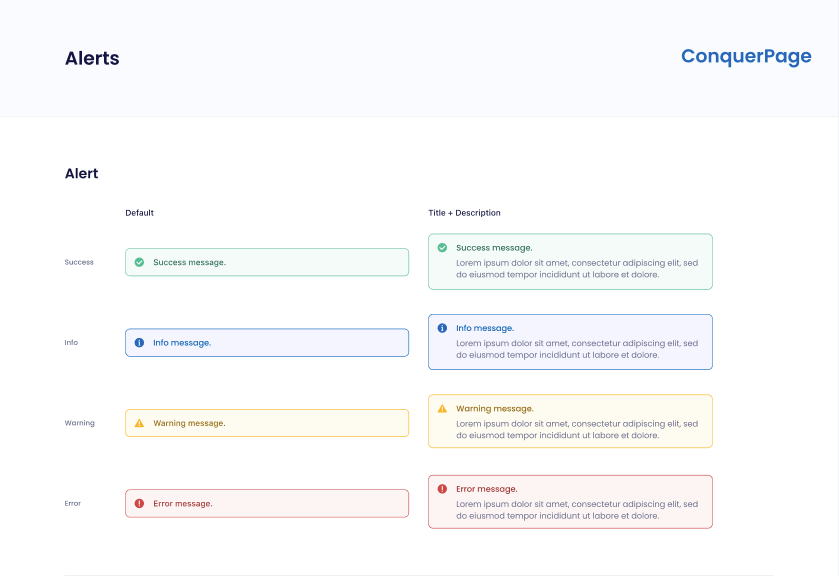 Alerts
ConquerPage
Alert
Default
Title + Description
Success
Success message.
Success message.
Lorem ipsum dolor sit amet, consectetur adipiscing elit, sed
do eiusmod tempor incididunt ut labore et dolore.
Info
Info message.
Info message.
Lorem ipsum dolor sit amet, consectetur adipiscing elit, sed
do eiusmod tempor incididunt ut labore et dolore.
Warning
Warning message.
Warning message.
Lorem ipsum dolor sit amet, consectetur adipiscing elit, sed
do eiusmod tempor incididunt ut labore et dolore.
Error
Error message.
Error message.
Lorem ipsum dolor sit amet, consectetur adipiscing elit, sed
do eiusmod tempor incididunt ut labore et dolore.